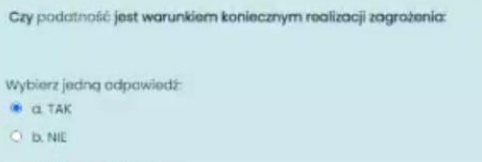 Czy podatność jest warunkiem koniecznym realizacji zagrożenia:
Wybierz jedną odpowiedź:
a. TAK
b. NIE